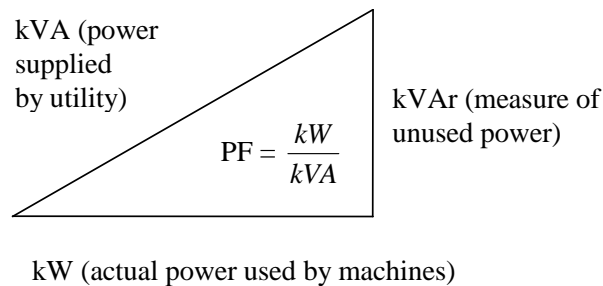 kVA (power
supplied
by utility)
kVAr (measure of
unused power)
PF = kW/kVA
kW (actual power used by machines)